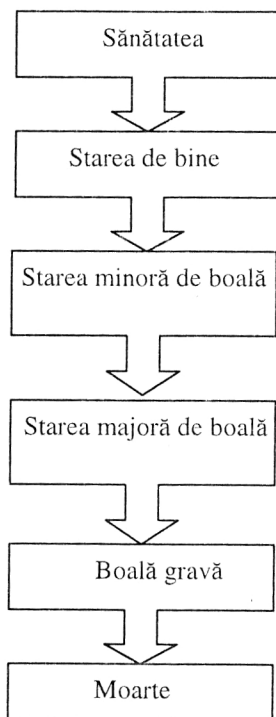 Sănătatea
Starea de bine
Starea minoră de boală
Starea majoră de boală
Boală gravă
Moarte